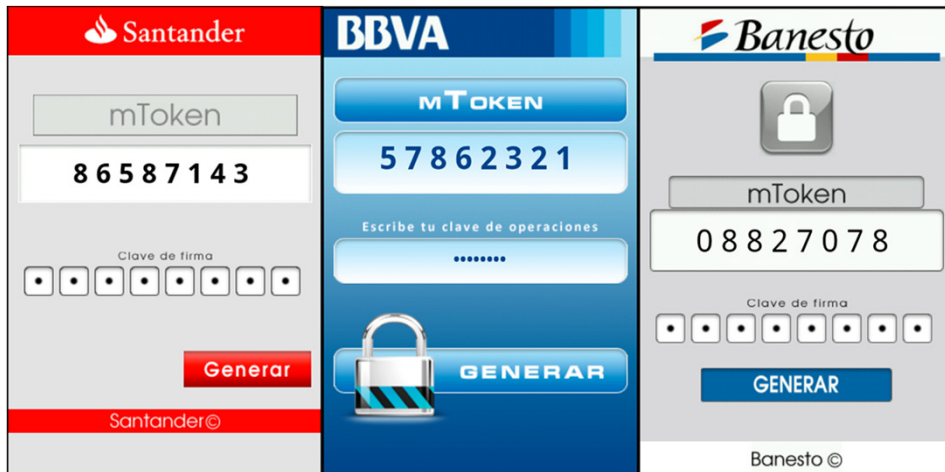 Santander
mToken
86587143
Clave de firma
Generar
Santander©
BBVA
mToken
57862321
Escribe tu clave de operaciones
GENERAR
Banesto
mToken
08827078
Clave de firma
GENERAR
Banesto ©